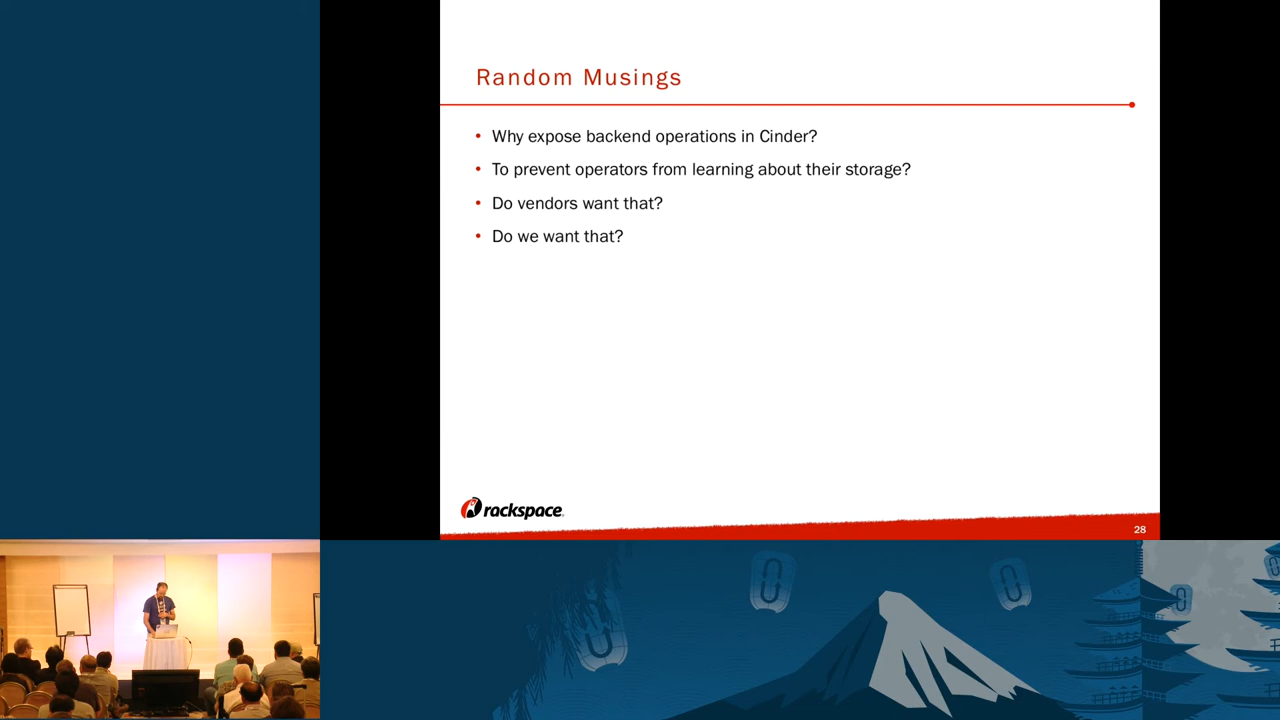 Random Musings
• Why expose backend operations in Cinder?
• To prevent operators from learning about their storage?
• Do vendors want that?
• Do we want that?
rackspace
28